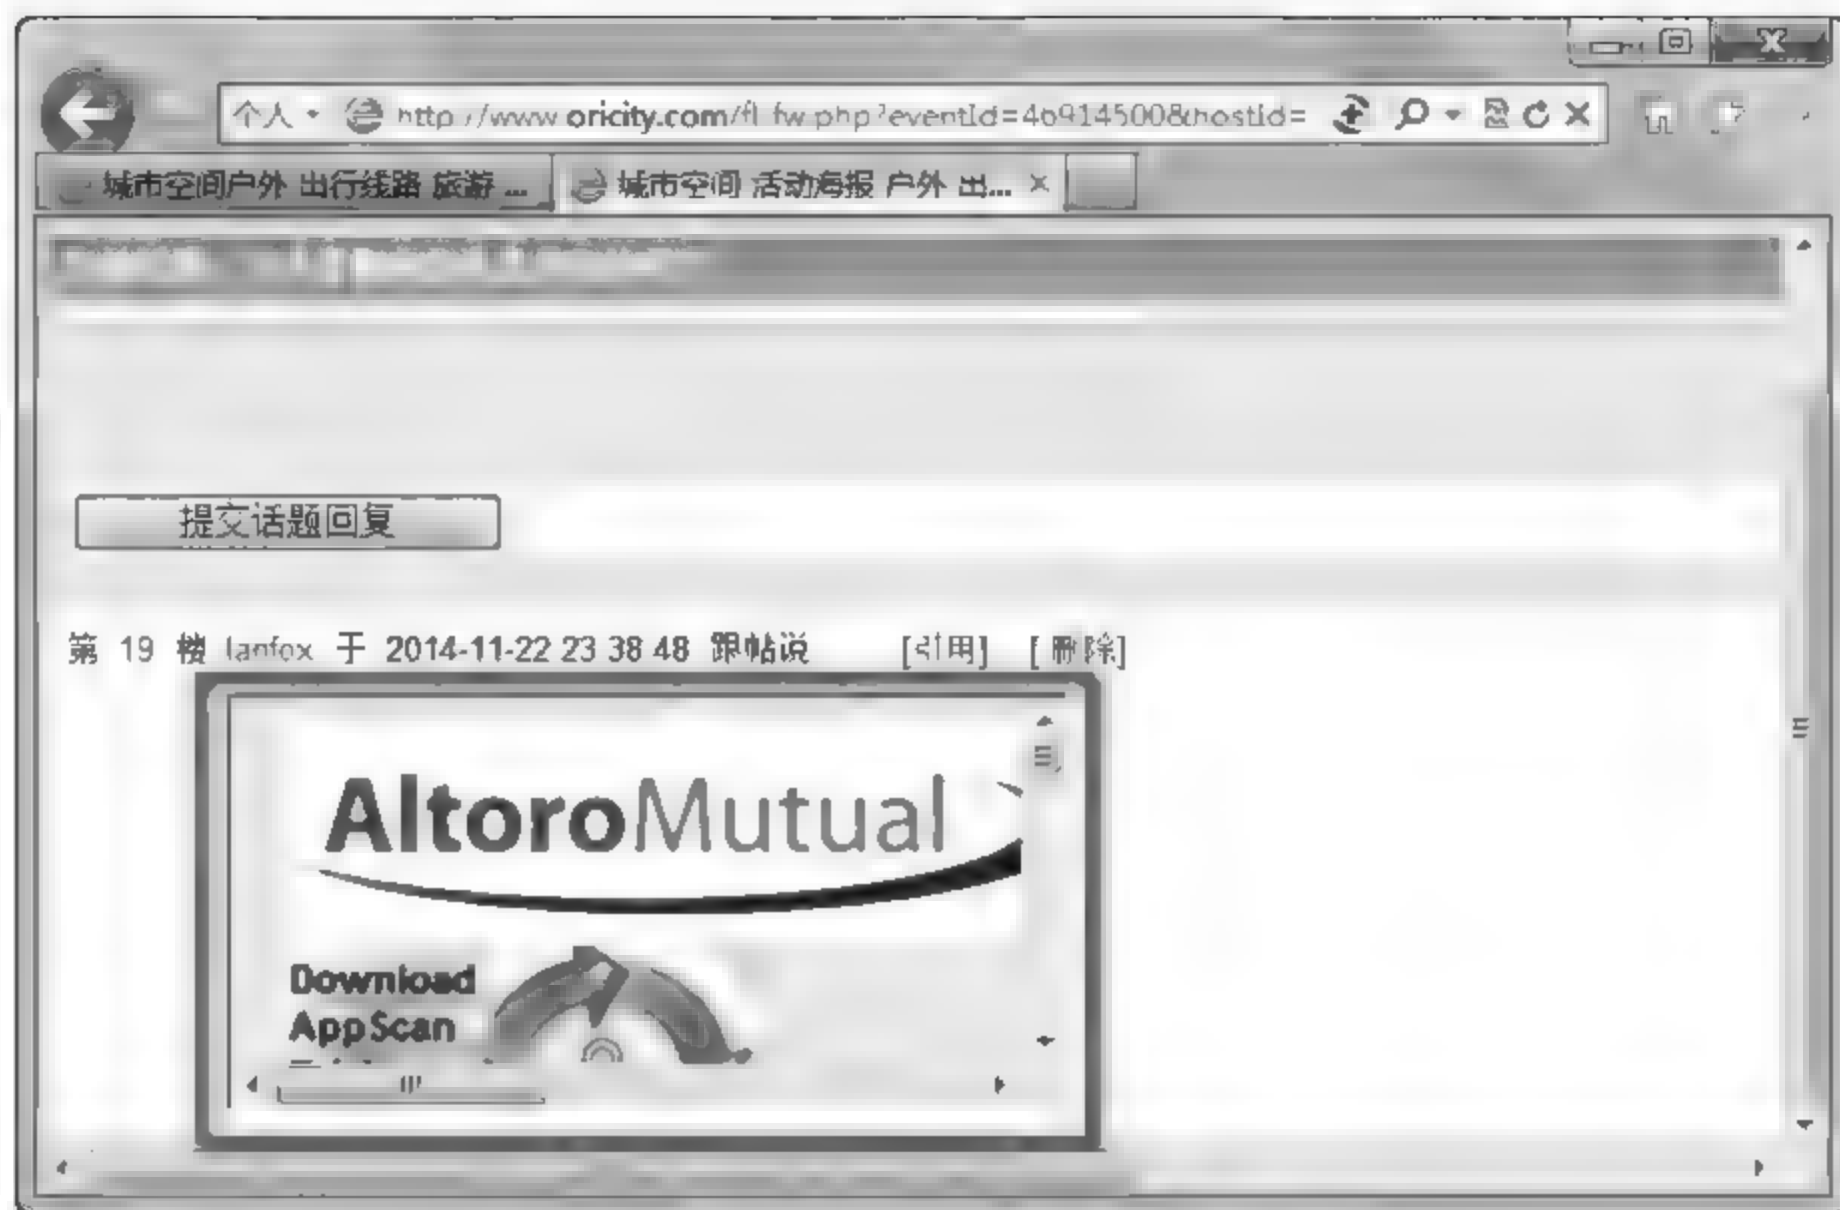 个人 http://www.oricity.com/fl_fw.php?eventId=4b914500&hostId=
城市空间户外 出行线路 旅游 ... 城市空间 活动海报 户外 出...
提交话题回复
第 19 楼 lanfox 于 2014-11-22 23 38 48 跟帖说 [引用] [删除]
AltoroMutual
Download
AppScan